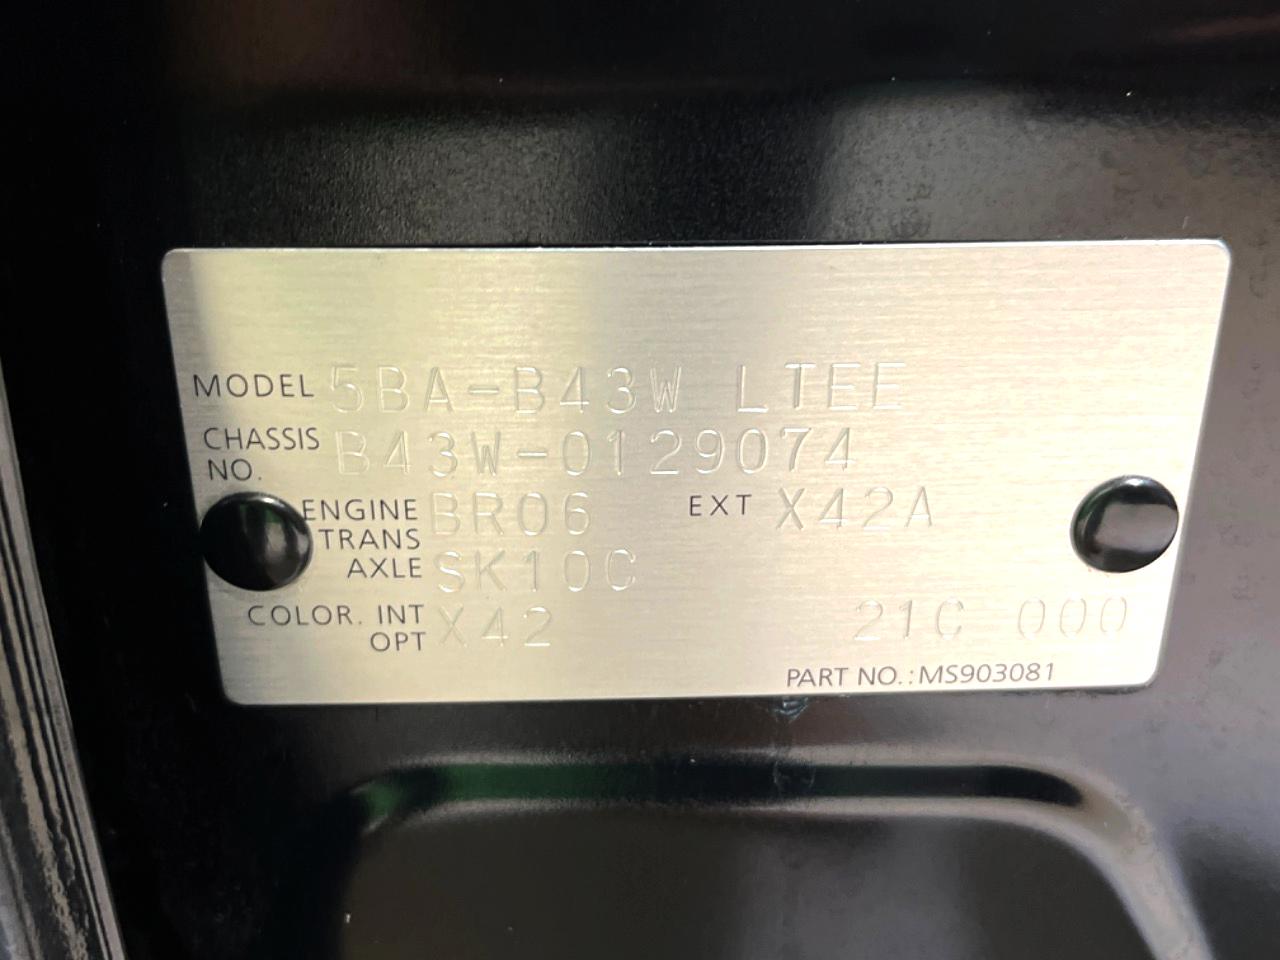 MODEL 5BA-B43W LTEE
CHASSIS NO. B43W-0129074
ENGINE BR06 EXT X42A
TRANS AXLE SK10C
COLOR. INT OPT X42 21C 000
PART NO.:MS903081